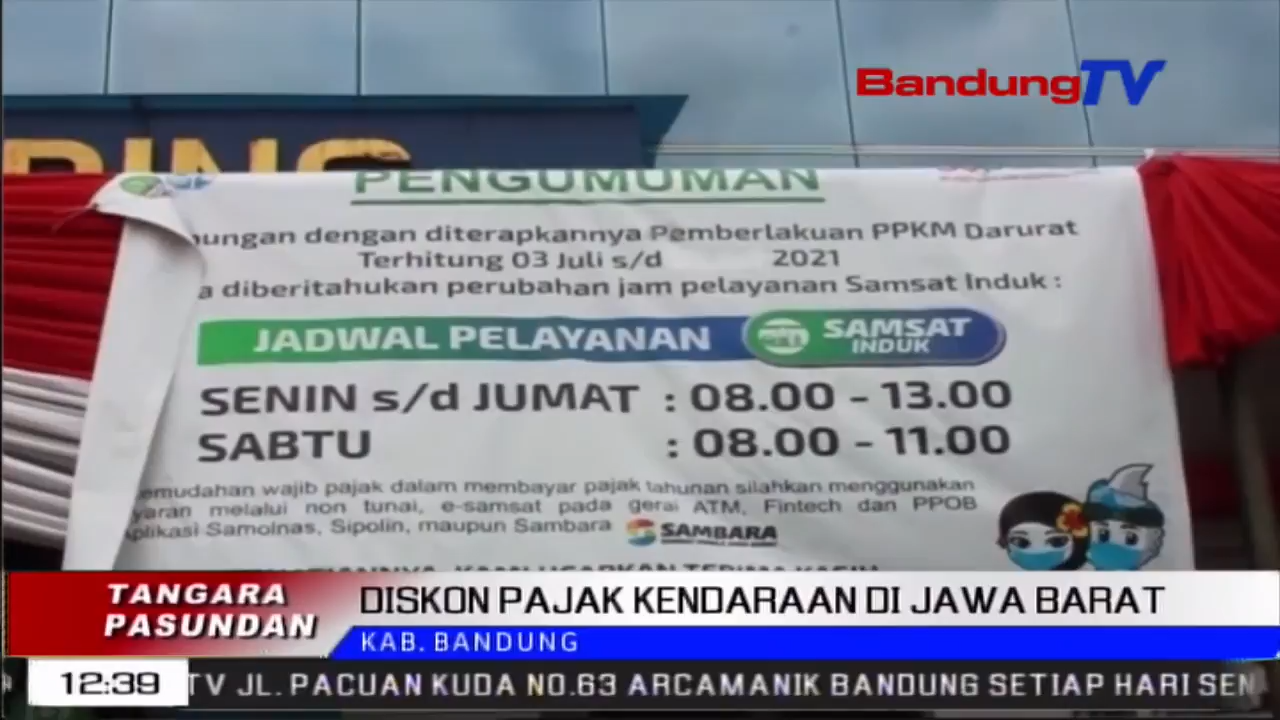 BandungTV
PENGUMUMAN
dengan diterapkannya Pemberlakuan PPKM Darurat
Terhitung 03 Juli s/d 2021
a diberitahukan perubahan jam pelayanan Samsat Induk :
JADWAL PELAYANAN SAMSAT INDUK
SENIN s/d JUMAT : 08.00 - 13.00
SABTU : 08.00 - 11.00
emudahan wajib pajak dalam membayar pajak tahunan silahkan menggunakan
yaran melalui non tunai, e-samsat pada gerai ATM, Fintech dan PPOB
plikasi Samolnas, Sipolin, maupun Sambara SAMBARA
TANGARA PASUNDAN
DISKON PAJAK KENDARAAN DI JAWA BARAT
KAB. BANDUNG
12:39 TV JL. PACUAN KUDA NO.63 ARCAMANIK BANDUNG SETIAP HARI SEN